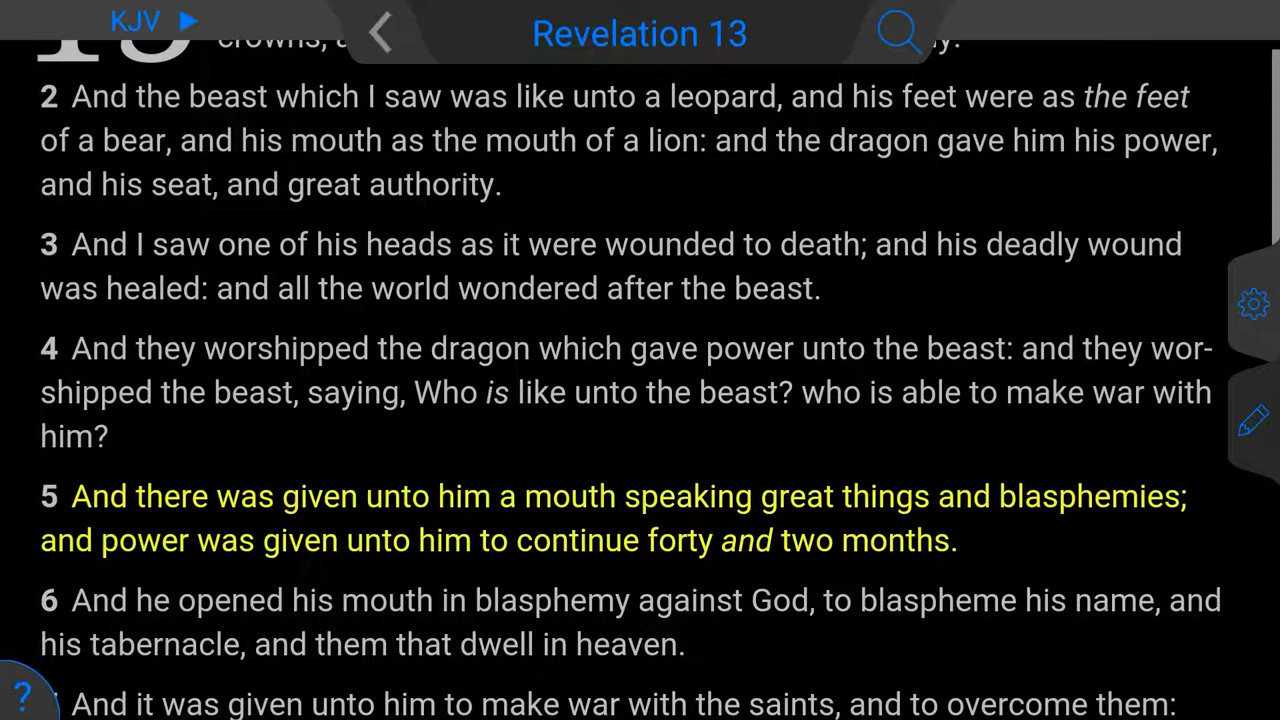 KJV
Revelation 13
13 crowns,
2 And the beast which I saw was like unto a leopard, and his feet were as the feet
of a bear, and his mouth as the mouth of a lion: and the dragon gave him his power,
and his seat, and great authority.
3 And I saw one of his heads as it were wounded to death; and his deadly wound
was healed: and all the world wondered after the beast.
4 And they worshipped the dragon which gave power unto the beast: and they wor-
shipped the beast, saying, Who is like unto the beast? who is able to make war with
him?
5 And there was given unto him a mouth speaking great things and blasphemies;
and power was given unto him to continue forty and two months.
6 And he opened his mouth in blasphemy against God, to blaspheme his name, and
his tabernacle, and them that dwell in heaven.
And it was given unto him to make war with the saints, and to overcome them:
?